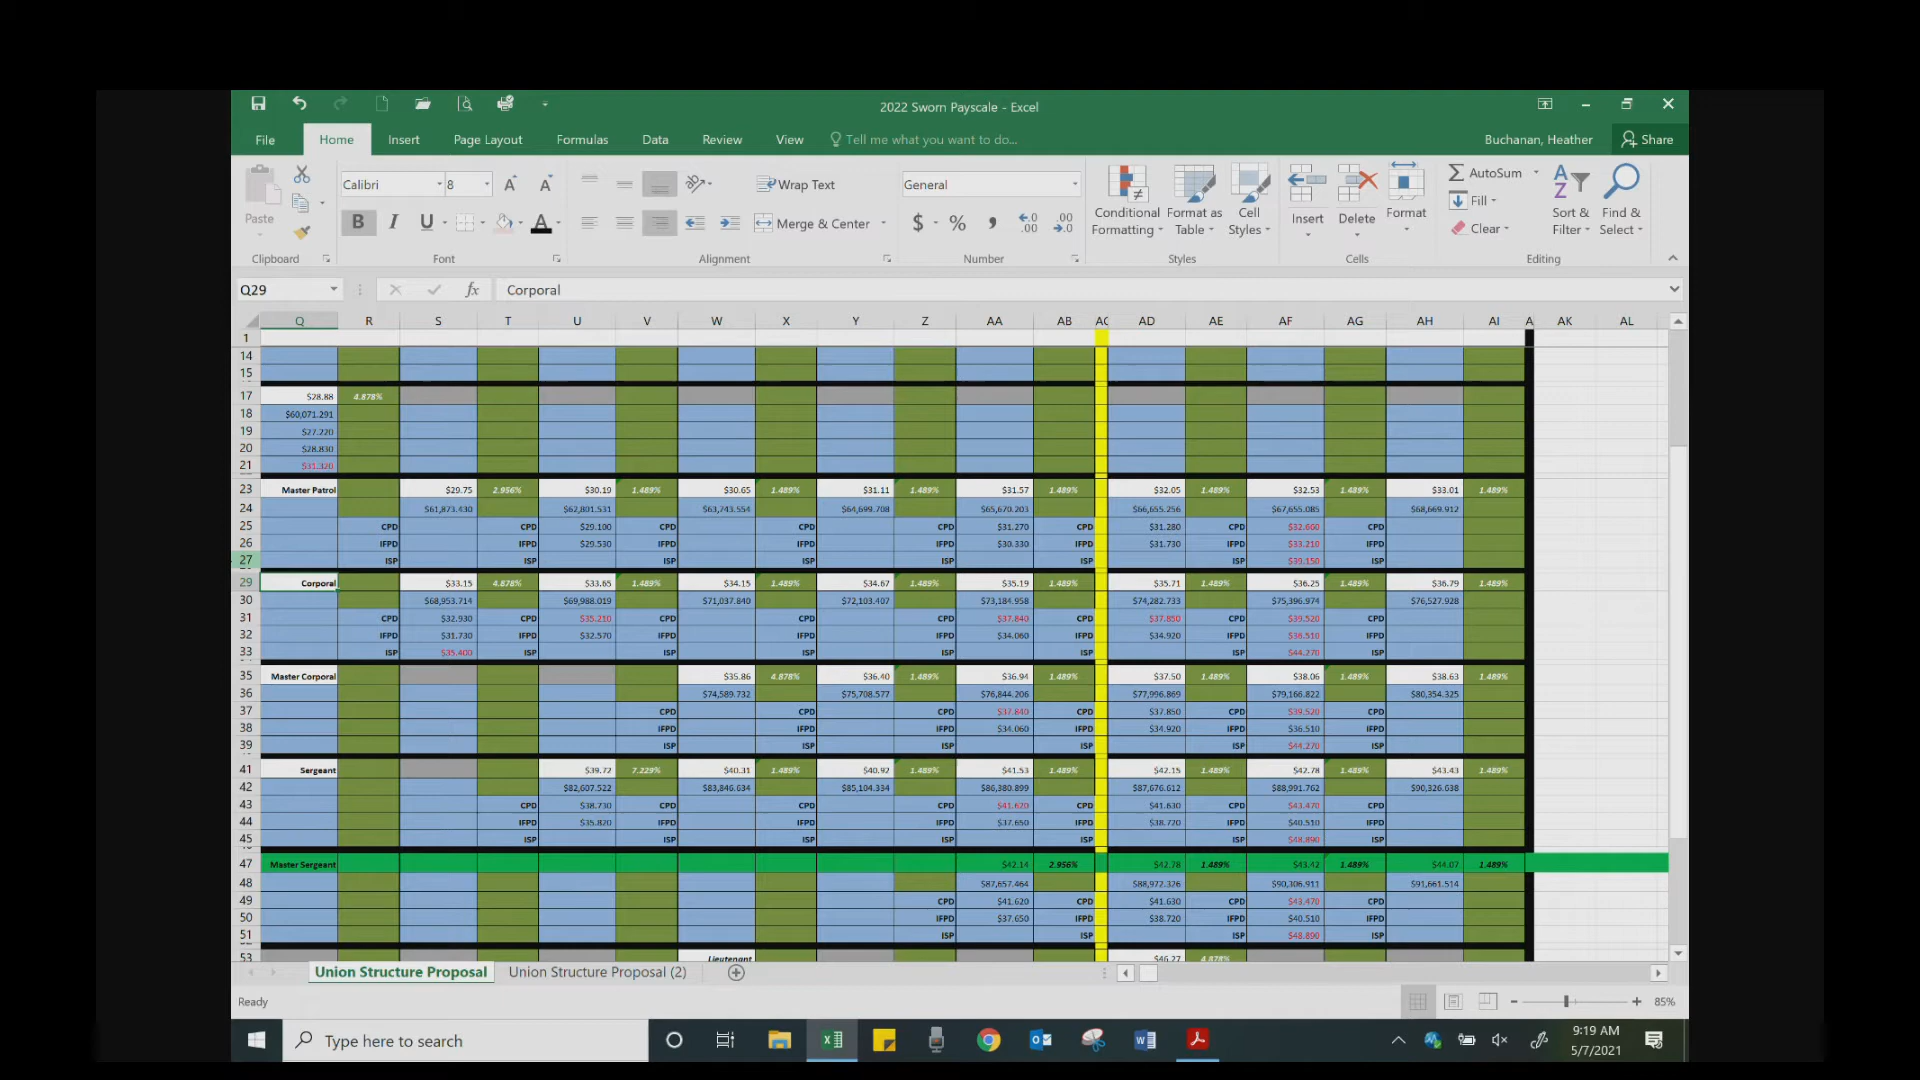 2022 Sworn Payscale - Excel
File Home Insert Page Layout Formulas Data Review View Tell me what you want to do... Buchanan, Heather Share
Calibri 8 Wrap Text General AutoSum
Paste B I U Merge & Center $ % , Conditional Formatting Format as Table Cell Styles Insert Delete Format Fill Clear Sort & Filter Find & Select
Clipboard Font Alignment Number Styles Cells Editing
Q29 fx Corporal
Q R S T U V W X Y Z AA AB AC AD AE AF AG AH AI A AK AL
1
14
15
17 $28.88 4.878%
18 $60,071.291
19 $27.220
20 $28.830
21 $31.320
23 Master Patrol $29.75 2.956% $30.19 1.489% $30.65 1.489% $31.11 1.489% $31.57 1.489% $32.05 1.489% $32.53 1.489% $33.01 1.489%
24 $61,873.430 $62,801.531 $63,743.554 $64,699.708 $65,670.203 $66,655.256 $67,655.085 $68,669.912
25 CPD CPD $29.100 CPD CPD CPD $31.270 CPD $31.280 CPD $32.660 CPD
26 IFPD IFPD $29.530 IFPD IFPD IFPD $30.330 IFPD $31.730 IFPD $33.210 IFPD
27 ISP ISP ISP ISP ISP ISP ISP $39.150 ISP
29 Corporal $33.15 4.878% $33.65 1.489% $34.15 1.489% $34.67 1.489% $35.19 1.489% $35.71 1.489% $36.25 1.489% $36.79 1.489%
30 $68,953.714 $69,988.019 $71,037.840 $72,103.407 $73,184.958 $74,282.733 $75,396.974 $76,527.928
31 CPD $32.930 CPD $35.210 CPD CPD CPD $37.840 CPD $37.850 CPD $39.520 CPD
32 IFPD $31.730 IFPD $32.570 IFPD IFPD IFPD $34.060 IFPD $34.920 IFPD $36.510 IFPD
33 ISP $35.400 ISP ISP ISP ISP ISP ISP $44.270 ISP
35 Master Corporal $35.86 4.878% $36.40 1.489% $36.94 1.489% $37.50 1.489% $38.06 1.489% $38.63 1.489%
36 $74,589.732 $75,708.577 $76,844.206 $77,996.869 $79,166.822 $80,354.325
37 CPD CPD CPD $37.840 CPD $37.850 CPD $39.520 CPD
38 IFPD IFPD IFPD $34.060 IFPD $34.920 IFPD $36.510 IFPD
39 ISP ISP ISP ISP ISP $44.270 ISP
41 Sergeant $39.72 7.229% $40.31 1.489% $40.92 1.489% $41.53 1.489% $42.15 1.489% $42.78 1.489% $43.43 1.489%
42 $82,607.522 $83,846.634 $85,104.334 $86,380.899 $87,676.612 $88,991.762 $90,326.638
43 CPD $38.730 CPD CPD CPD $41.620 CPD $41.630 CPD $43.470 CPD
44 IFPD $35.820 IFPD IFPD IFPD $37.650 IFPD $38.720 IFPD $40.510 IFPD
45 ISP ISP ISP ISP ISP ISP $48.890 ISP
47 Master Sergeant $42.14 2.956% $42.78 1.489% $43.42 1.489% $44.07 1.489%
48 $87,657.464 $88,972.326 $90,306.911 $91,661.514
49 CPD $41.620 CPD $41.630 CPD $43.470 CPD
50 IFPD $37.650 IFPD $38.720 IFPD $40.510 IFPD
51 ISP ISP ISP $48.890 ISP
53 Lieutenant $46.27 4.878%
Union Structure Proposal Union Structure Proposal (2)
Ready 85%
Type here to search 9:19 AM
5/7/2021